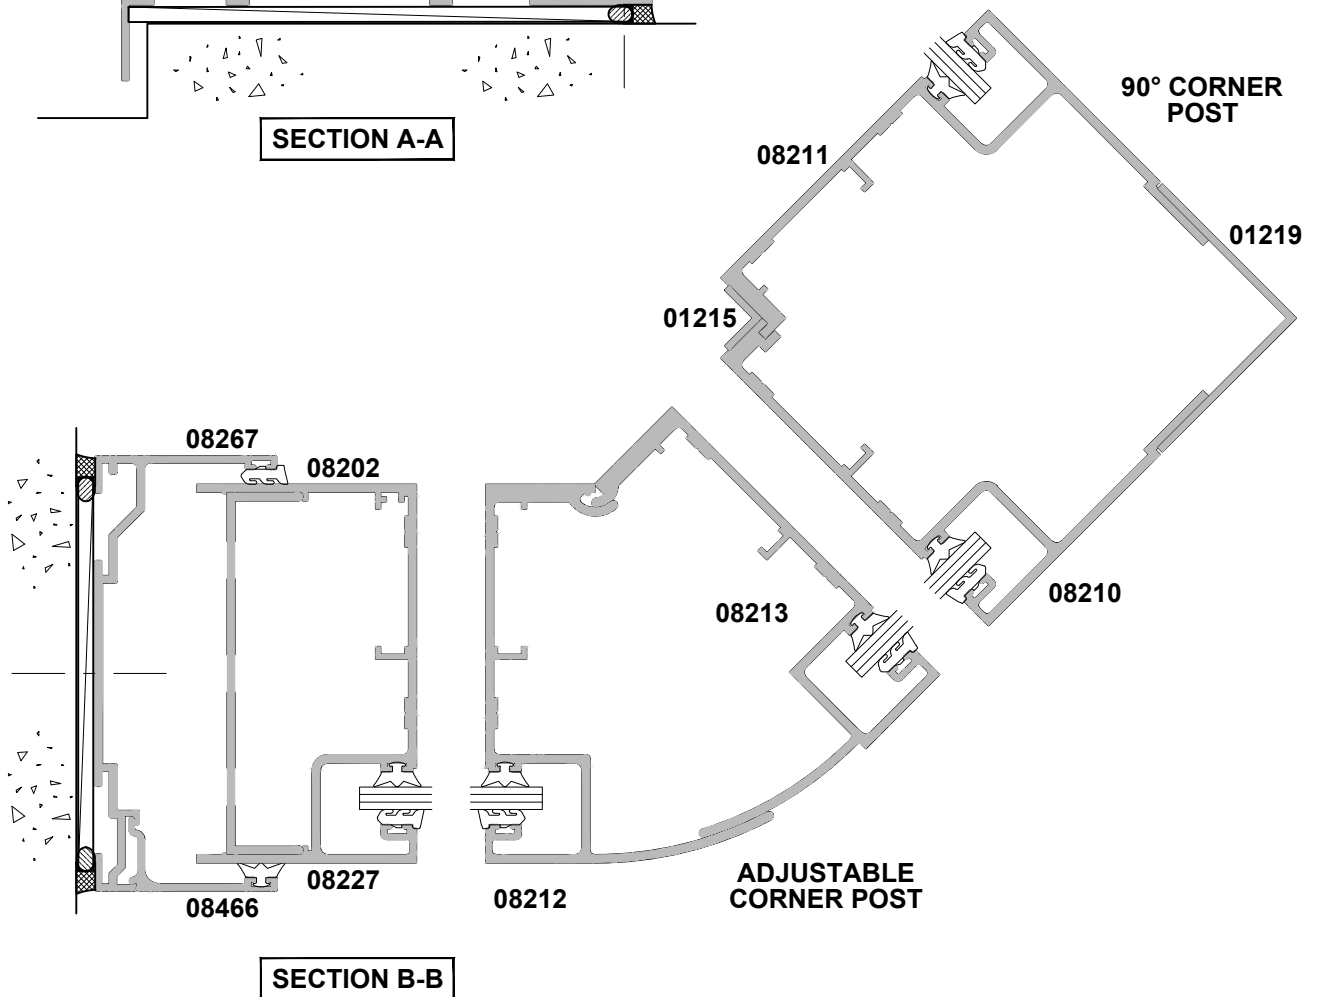 SECTION A-A
90° CORNER
POST
08211
01219
01215
08267
08202
08213
08210
08227
08466
08212
ADJUSTABLE
CORNER POST
SECTION B-B